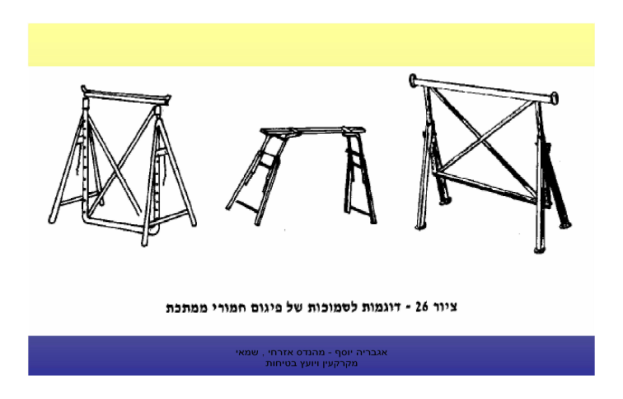 ציור 26 - דוגמות לסמוכות של פיגום חמורי ממתכת
אגבריה יוסף - מהנדס אזרחי , שמאי
מקרקעין ויועץ בטיחות